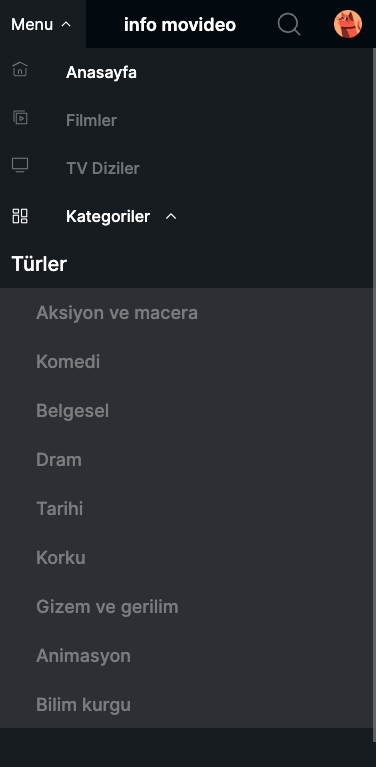 Menu
info movideo
Anasayfa
Filmler
TV Diziler
Kategoriler
Türler
Aksiyon ve macera
Komedi
Belgesel
Dram
Tarihi
Korku
Gizem ve gerilim
Animasyon
Bilim kurgu